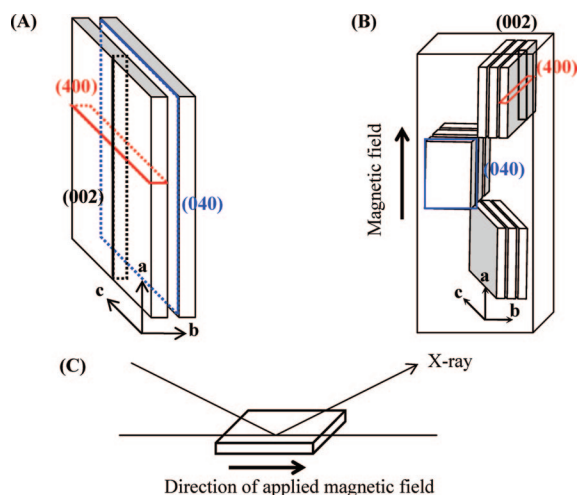 (A)
(400)
(002)
(040)
a
c
b
(B)
(002)
(400)
(040)
Magnetic field
a
c
b
(C)
X-ray
Direction of applied magnetic field